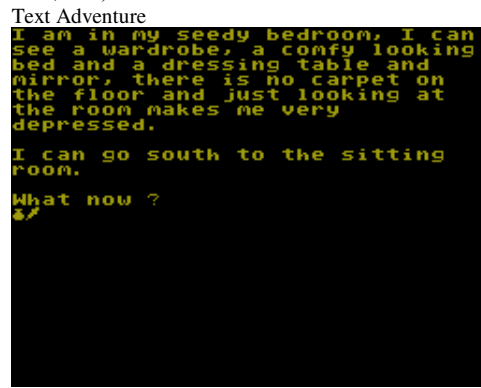 Text Adventure
I am in my seedy bedroom, I can
see a wardrobe, a comfy looking
bed and a dressing table and
mirror, there is no carpet on
the floor and just looking at
the room makes me very
depressed.
I can go south to the sitting
room.
What now ?